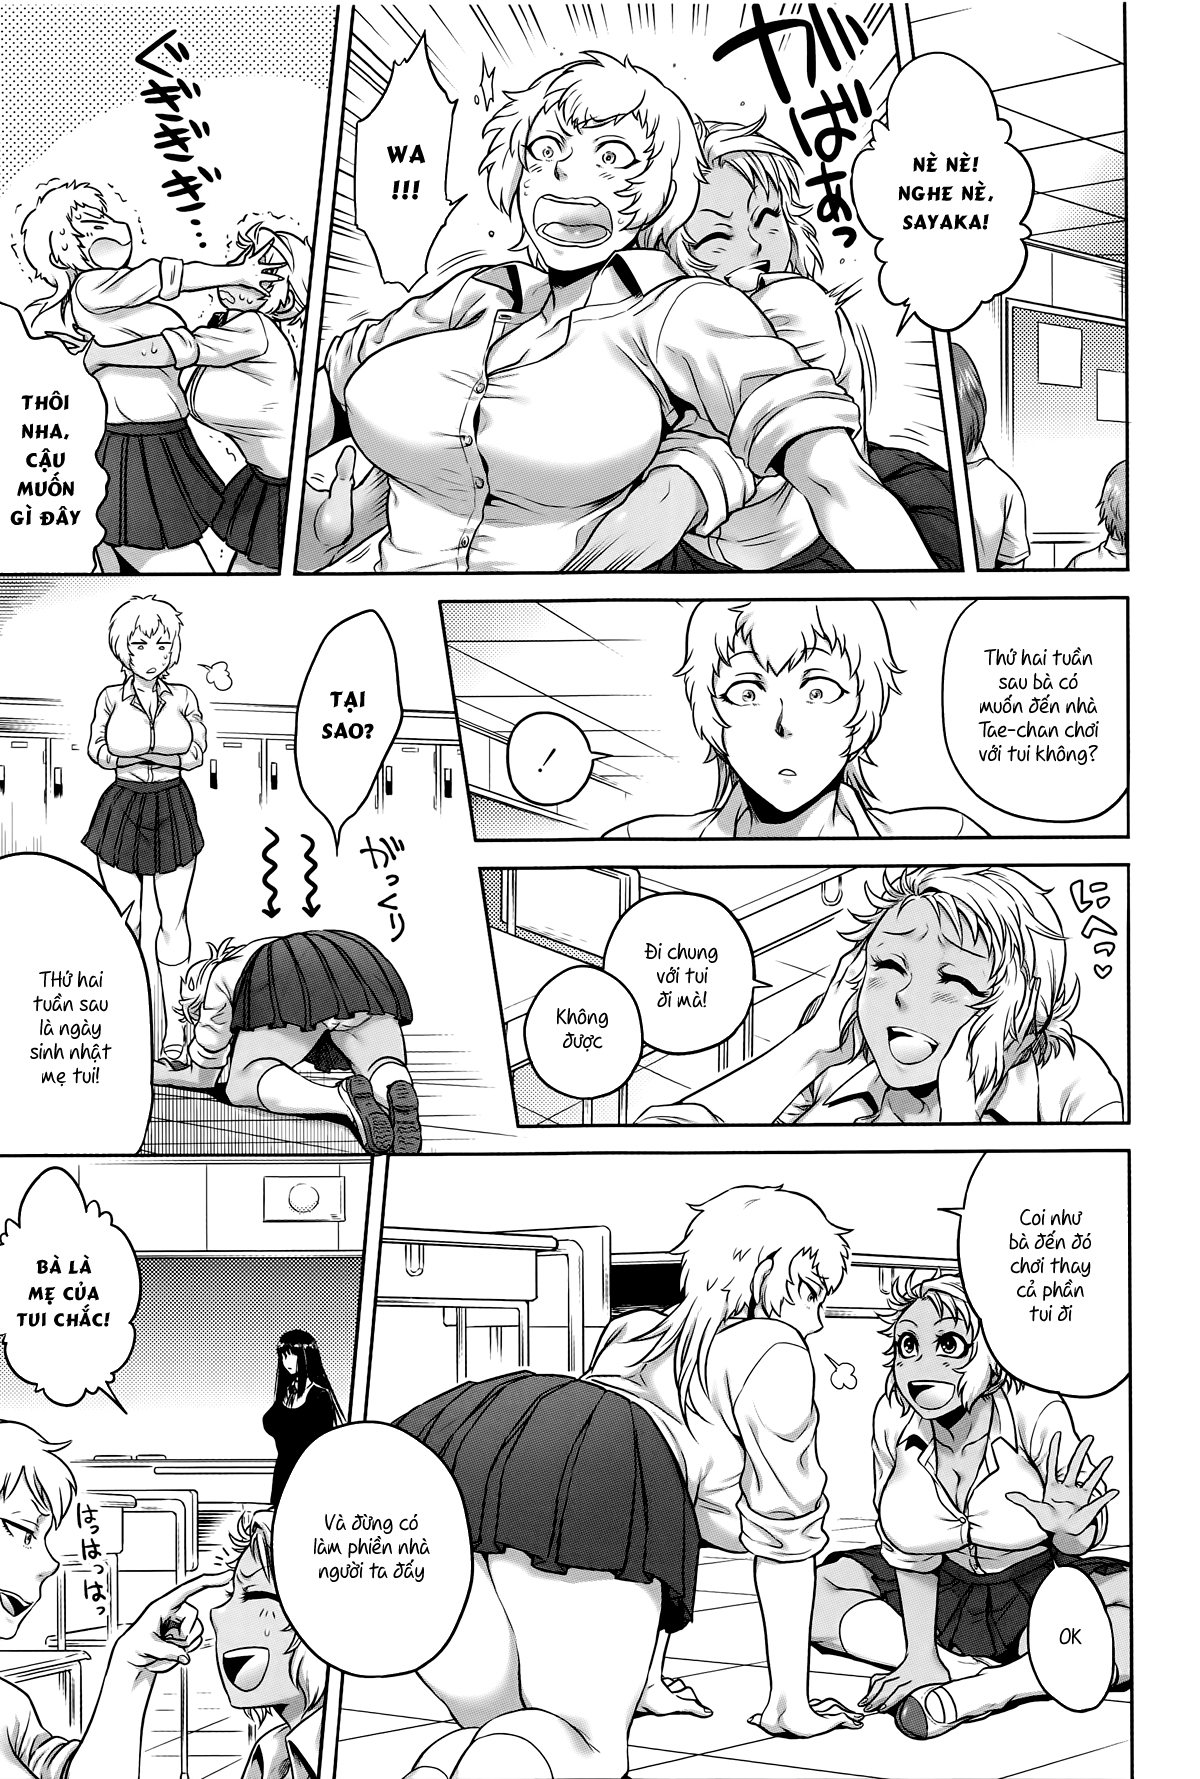 NÈ NÈ!
NGHE NÈ,
SAYAKA!
がばあっ
WA
!!!
ぐぎぎぎぎ…
THÔI
NHA,
CẬU
MUỐN
GÌ ĐÂY
Thứ hai tuần
sau bà có
muốn đến nhà
Tae-chan chơi
với tui không?
!
にへっ♡
Đi chung
với tui
đi mà!
Không
được
TẠI
SAO?
がっくり
THứ hai
tuần sau
là ngày
sinh nhật
mẹ tui!
Coi như
bà đến đó
chơi thay
cả phần
tui đi
OK
Và đừng có
làm phiền nhà
người ta đấy
BÀ LÀ
MẸ CỦA
TUI CHẮC!
はっはっはっ